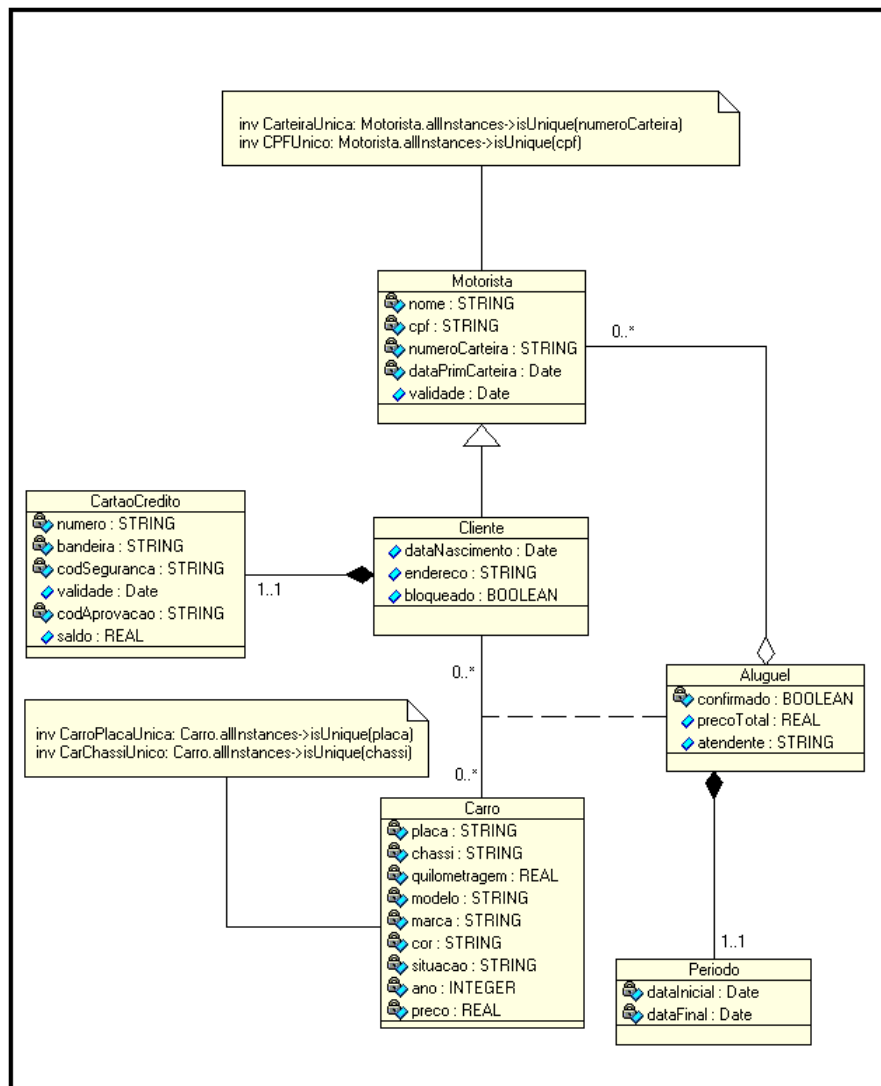 inv CarteiraUnica: Motorista.allInstances->isUnique(numeroCarteira)
inv CPFUnico: Motorista.allInstances->isUnique(cpf)
Motorista
nome : STRING
cpf : STRING
numeroCarteira : STRING
dataPrimCarteira : Date
validade : Date
0..*
CartaoCredito
numero : STRING
bandeira : STRING
codSeguranca : STRING
validade : Date
codAprovacao : STRING
saldo : REAL
1..1
Cliente
dataNascimento : Date
endereco : STRING
bloqueado : BOOLEAN
0..*
Aluguel
confirmado : BOOLEAN
precoTotal : REAL
atendente : STRING
inv CarroPlacaUnica: Carro.allInstances->isUnique(placa)
inv CarChassiUnico: Carro.allInstances->isUnique(chassi)
0..*
Carro
placa : STRING
chassi : STRING
quilometragem : REAL
modelo : STRING
marca : STRING
cor : STRING
situacao : STRING
ano : INTEGER
preco : REAL
1..1
Periodo
dataInicial : Date
dataFinal : Date